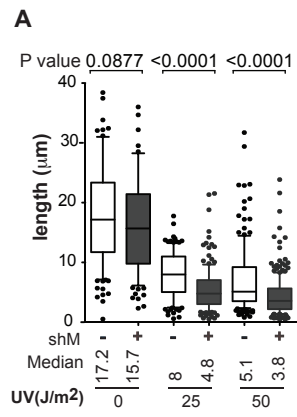 A
P value 0.0877 <0.0001 <0.0001
length (μm)
40
30
20
10
0
shM - + - + - +
Median 17.2 15.7 8 4.8 5.1 3.8
UV(J/m²) 0 25 50